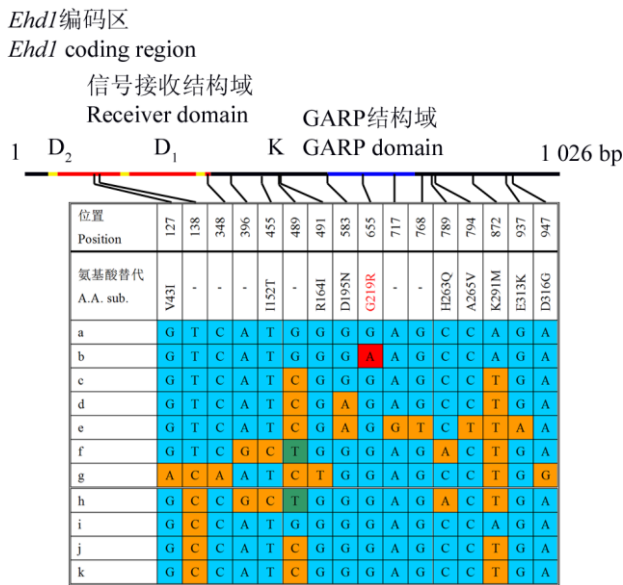 Ehd1编码区
Ehd1 coding region
信号接收结构域
Receiver domain
GARP结构域
GARP domain
1 D2 D1 K 1 026 bp
位置
Position 127 138 348 396 455 489 491 583 655 717 768 789 794 872 937 947
氨基酸替代
A.A. sub. V43I - - - I152T - R164I D195N G219R - - H263Q A265V K291M E313K D316G
a G T C A T G G G G A G C C A G A
b G T C A T G G G A A G C C A G A
c G T C A T C G G G A G C C T G A
d G T C A T C G A G A G C C T G A
e G T C A T C G A G G T C T T A A
f G T C G C T G G G A G A C T G A
g A C A A T C T G G A G C C T G G
h G C C G C T G G G A G A C T G A
i G C C A T G G G G A G C C A G A
j G C C A T C G G G A G C C T G A
k G C C A T C G G G A G C C T G A